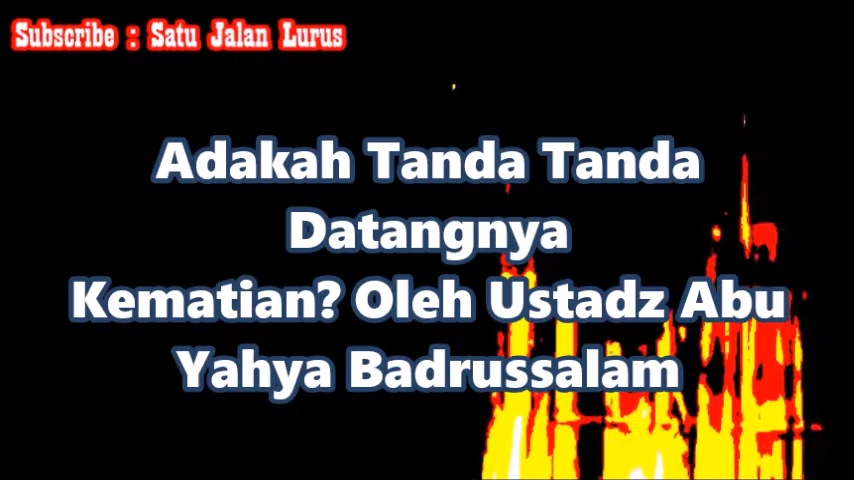 Subscribe : Satu Jalan Lurus
Adakah Tanda Tanda
Datangnya
Kematian? Oleh Ustadz Abu
Yahya Badrussalam